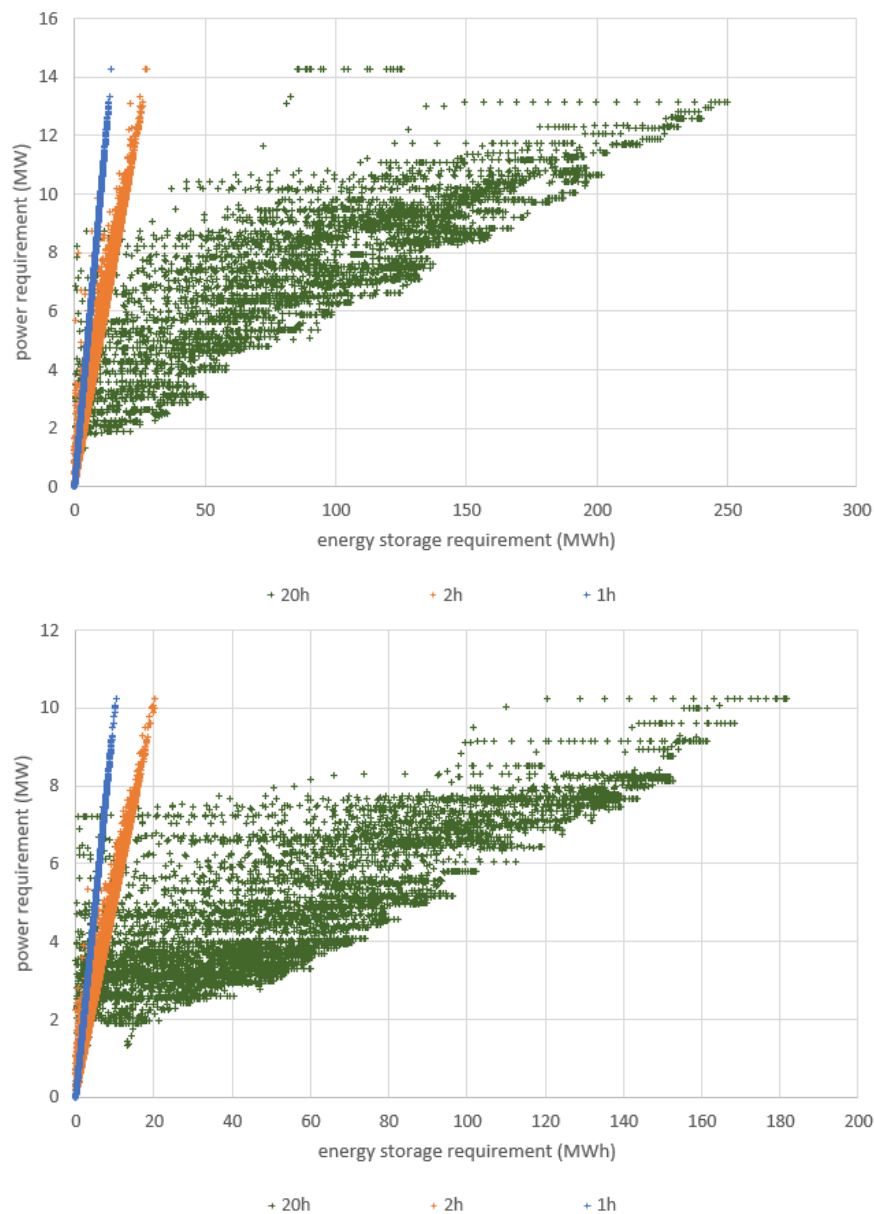 16
14
12
10
8
6
4
2
0
power requirement (MW)
0 50 100 150 200 250 300
energy storage requirement (MWh)
20h 2h 1h
12
10
8
6
4
2
0
power requirement (MW)
0 20 40 60 80 100 120 140 160 180 200
energy storage requirement (MWh)
20h 2h 1h